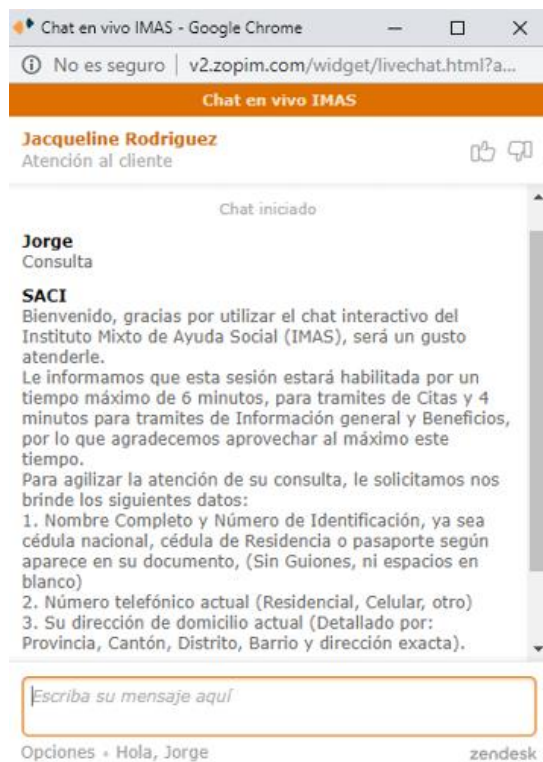 Chat en vivo IMAS - Google Chrome
No es seguro | v2.zopim.com/widget/livechat.html?a...
Chat en vivo IMAS
Jacqueline Rodriguez
Atención al cliente
Chat iniciado
Jorge
Consulta
SACI
Bienvenido, gracias por utilizar el chat interactivo del
Instituto Mixto de Ayuda Social (IMAS), será un gusto
atenderle.
Le informamos que esta sesión estará habilitada por un
tiempo máximo de 6 minutos, para tramites de Citas y 4
minutos para tramites de Información general y Beneficios,
por lo que agradecemos aprovechar al máximo este
tiempo.
Para agilizar la atención de su consulta, le solicitamos nos
brinde los siguientes datos:
1. Nombre Completo y Número de Identificación, ya sea
cédula nacional, cédula de Residencia o pasaporte según
aparece en su documento, (Sin Guiones, ni espacios en
blanco)
2. Número telefónico actual (Residencial, Celular, otro)
3. Su dirección de domicilio actual (Detallado por:
Provincia, Cantón, Distrito, Barrio y dirección exacta).
Escriba su mensaje aquí
Opciones • Hola, Jorge
zendesk